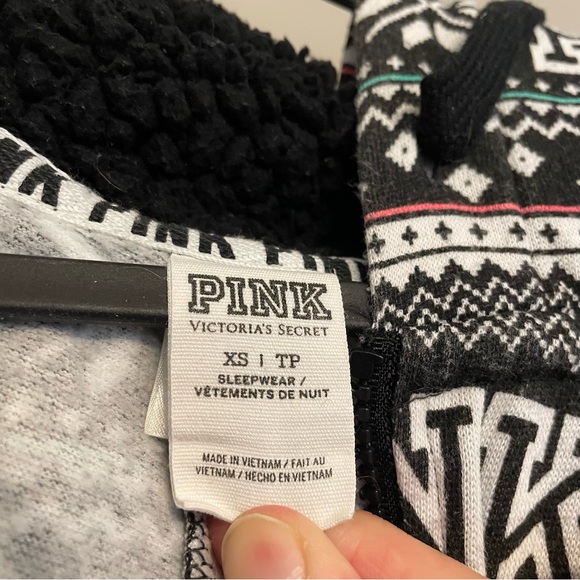 PINK PINK
PINK
VICTORIA'S SECRET
XS | TP
SLEEPWEAR /
VÊTEMENTS DE NUIT
MADE IN VIETNAM / FAIT AU
VIETNAM / HECHO EN VIETNAM